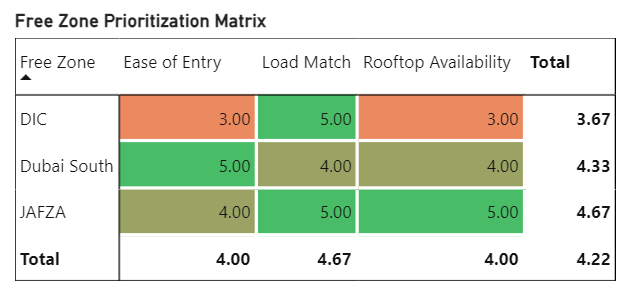 Free Zone Prioritization Matrix
Free Zone Ease of Entry Load Match Rooftop Availability Total
DIC 3.00 5.00 3.00 3.67
Dubai South 5.00 4.00 4.00 4.33
JAFZA 4.00 5.00 5.00 4.67
Total 4.00 4.67 4.00 4.22